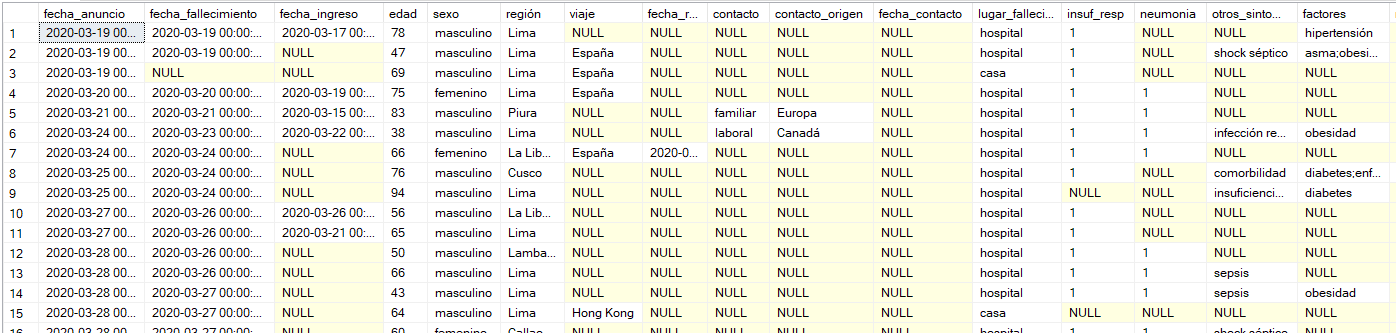 fecha_anuncio fecha_fallecimiento fecha_ingreso edad sexo región viaje fecha_r... contacto contacto_origen fecha_contacto lugar_falleci... insuf_resp neumonia otros_sinto... factores
1 2020-03-19 00... 2020-03-19 00:00:... 2020-03-17 00:... 78 masculino Lima NULL NULL NULL NULL NULL hospital 1 NULL NULL hipertensión
2 2020-03-19 00... 2020-03-19 00:00:... NULL 47 masculino Lima España NULL NULL NULL NULL hospital 1 NULL shock séptico asma;obesi...
3 2020-03-19 00... NULL NULL 69 masculino Lima España NULL NULL NULL NULL casa 1 NULL NULL NULL
4 2020-03-20 00... 2020-03-20 00:00:... 2020-03-19 00:... 75 femenino Lima España NULL NULL NULL NULL hospital 1 1 NULL NULL
5 2020-03-21 00... 2020-03-21 00:00:... 2020-03-15 00:... 83 masculino Piura NULL NULL familiar Europa NULL hospital 1 1 NULL NULL
6 2020-03-24 00... 2020-03-23 00:00:... 2020-03-22 00:... 38 masculino Lima NULL NULL laboral Canadá NULL hospital 1 1 infección re... obesidad
7 2020-03-24 00... 2020-03-24 00:00:... NULL 66 femenino La Lib... España 2020-0... NULL NULL NULL hospital 1 1 NULL NULL
8 2020-03-25 00... 2020-03-24 00:00:... NULL 76 masculino Cusco NULL NULL NULL NULL NULL hospital 1 NULL comorbilidad diabetes;enf...
9 2020-03-25 00... 2020-03-24 00:00:... NULL 94 masculino Lima NULL NULL NULL NULL NULL hospital NULL NULL insuficienci... diabetes
10 2020-03-27 00... 2020-03-26 00:00:... 2020-03-26 00:... 56 masculino La Lib... NULL NULL NULL NULL NULL hospital 1 NULL NULL NULL
11 2020-03-27 00... 2020-03-26 00:00:... 2020-03-21 00:... 65 masculino Lima NULL NULL NULL NULL NULL hospital 1 NULL NULL NULL
12 2020-03-28 00... 2020-03-26 00:00:... NULL 50 masculino Lamba... NULL NULL NULL NULL NULL hospital 1 1 NULL NULL
13 2020-03-28 00... 2020-03-26 00:00:... NULL 66 masculino Lima NULL NULL NULL NULL NULL hospital 1 1 sepsis NULL
14 2020-03-28 00... 2020-03-27 00:00:... NULL 43 masculino Lima NULL NULL NULL NULL NULL hospital 1 1 sepsis obesidad
15 2020-03-28 00... 2020-03-27 00:00:... NULL 64 masculino Lima Hong Kong NULL NULL NULL NULL casa NULL NULL NULL NULL
16 2020-03-28 00... 2020-03-27 00:00:... NULL 60 femenino Callao NULL NULL NULL NULL NULL hospital 1 1 shock séptico NULL